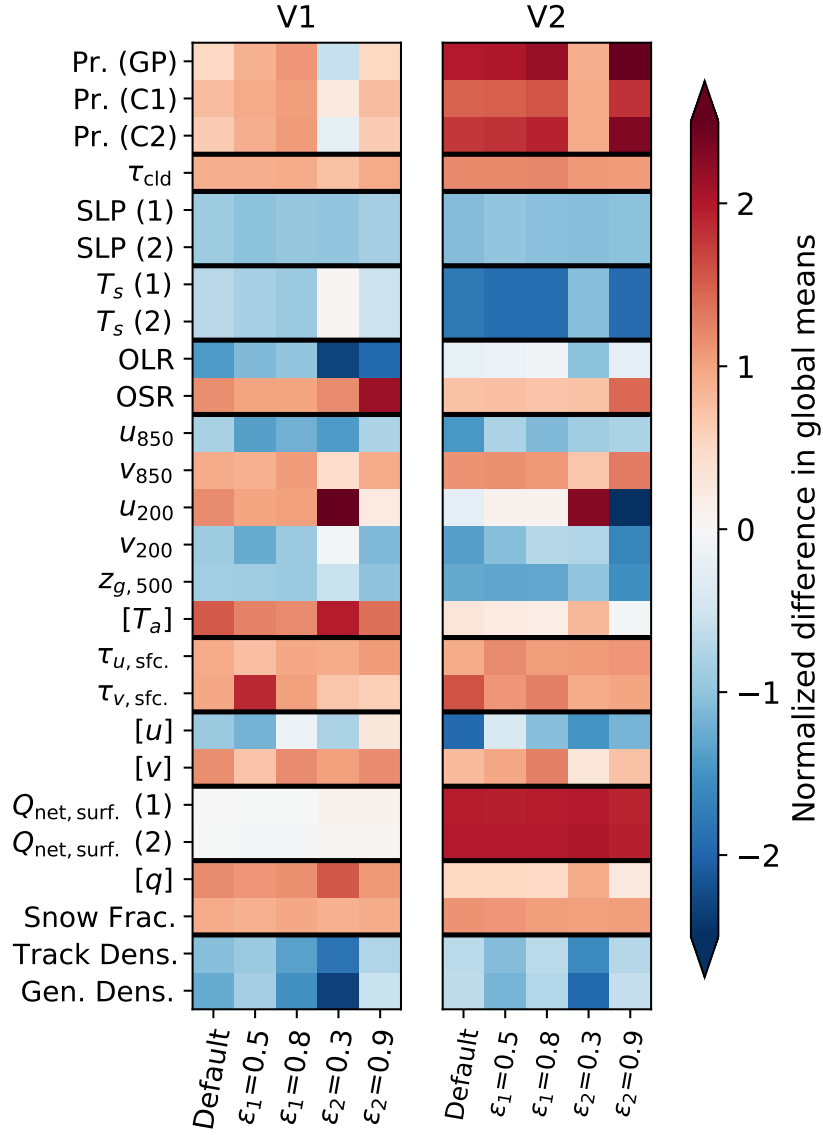 V1 V2
Pr. (GP)
Pr. (C1)
Pr. (C2)
τcld
SLP (1)
SLP (2)
Ts (1)
Ts (2)
OLR
OSR
u850
v850
u200
v200
zg, 500
[Ta]
τu, sfc.
τv, sfc.
[u]
[v]
Qnet, surf. (1)
Qnet, surf. (2)
[q]
Snow Frac.
Track Dens.
Gen. Dens.
Default ε1=0.5 ε1=0.8 ε2=0.3 ε2=0.9
Default ε1=0.5 ε1=0.8 ε2=0.3 ε2=0.9
2
1
0
−1
−2
Normalized difference in global means